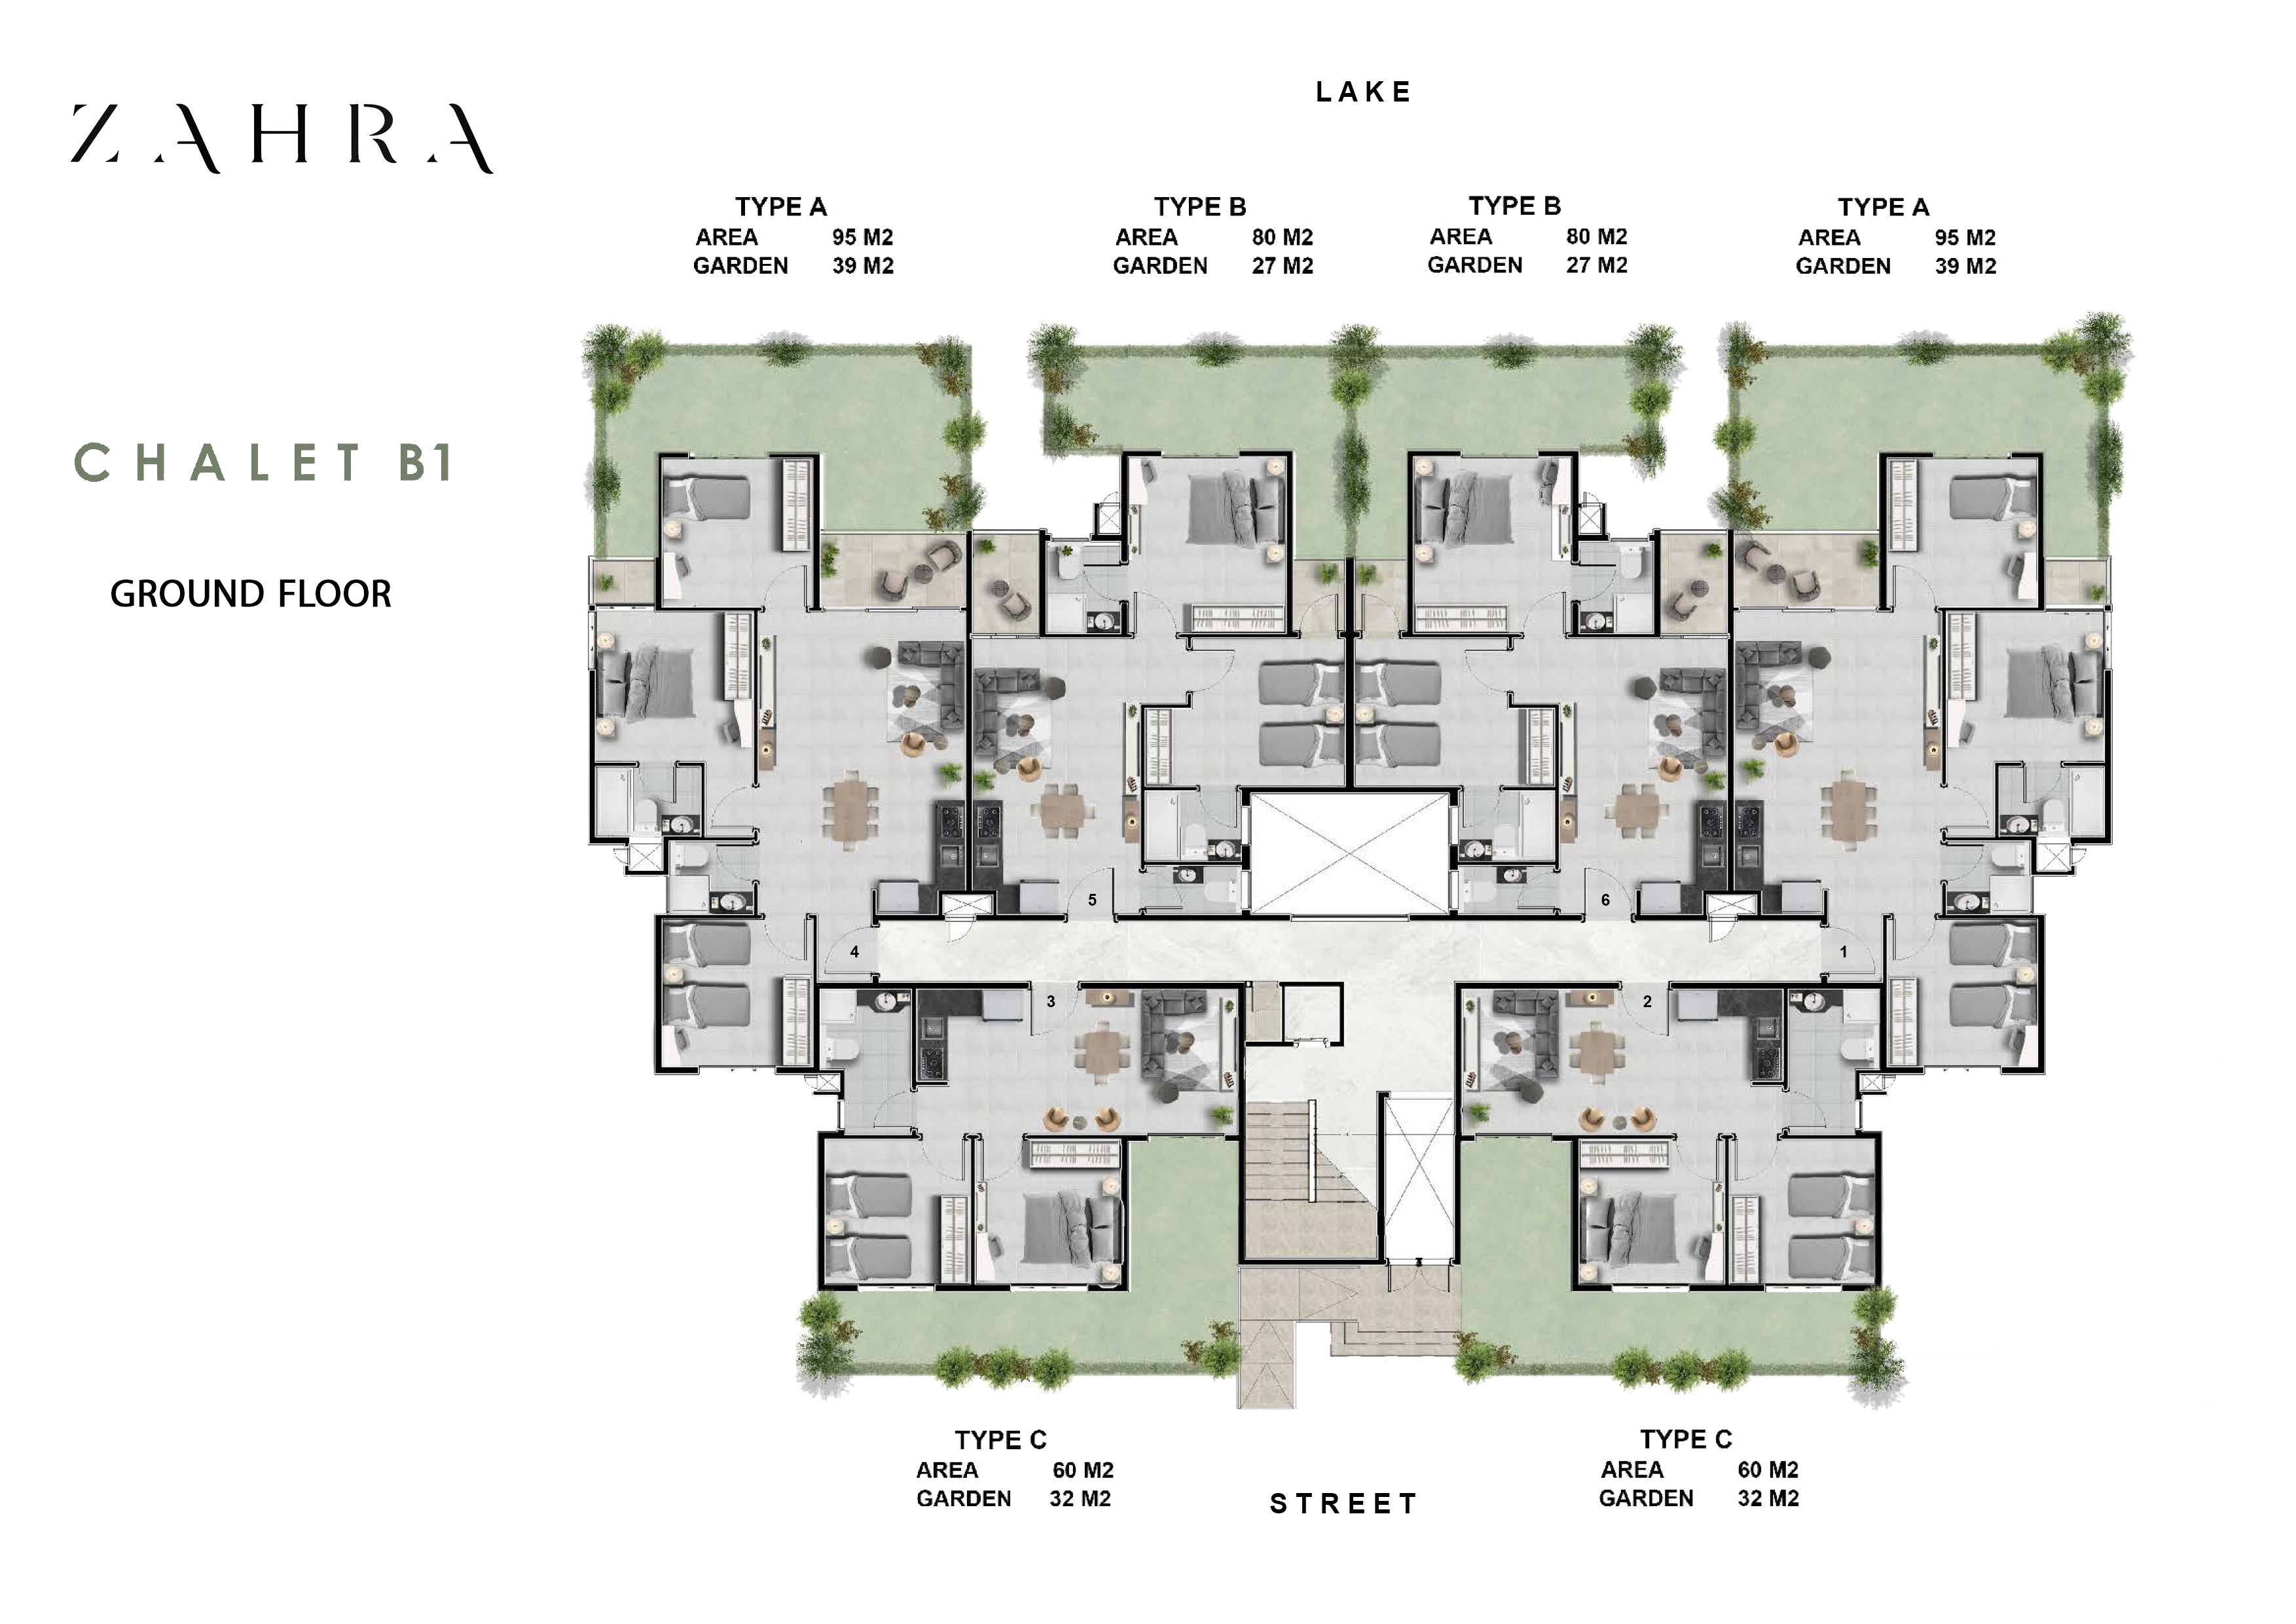 LAKE
ZAHRA
TYPE A
AREA 95 M2
GARDEN 39 M2
TYPE B
AREA 80 M2
GARDEN 27 M2
TYPE B
AREA 80 M2
GARDEN 27 M2
TYPE A
AREA 95 M2
GARDEN 39 M2
CHALET B1
GROUND FLOOR
5
6
4
1
3
2
TYPE C
AREA 60 M2
GARDEN 32 M2
TYPE C
AREA 60 M2
GARDEN 32 M2
STREET